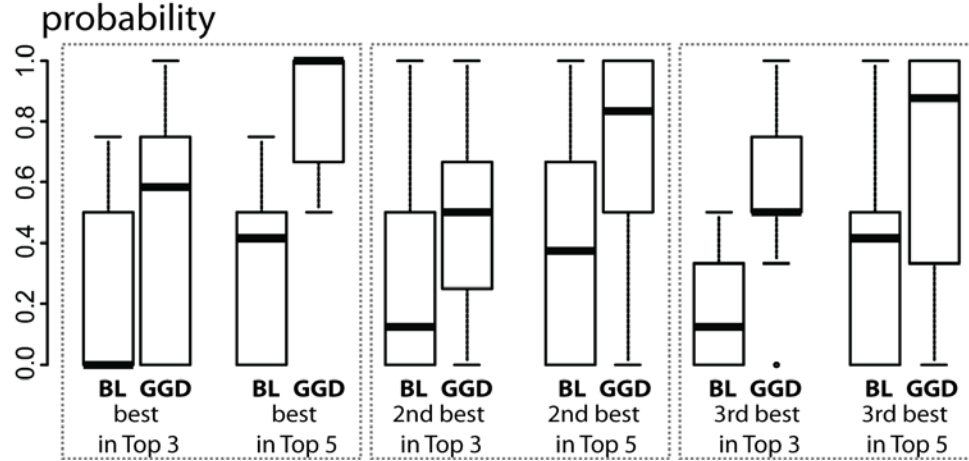 probability
1.0
0.8
0.6
0.4
0.2
0.0
BL GGD BL GGD BL GGD BL GGD BL GGD BL GGD
best best 2nd best 2nd best 3rd best 3rd best
in Top 3 in Top 5 in Top 3 in Top 5 in Top 3 in Top 5